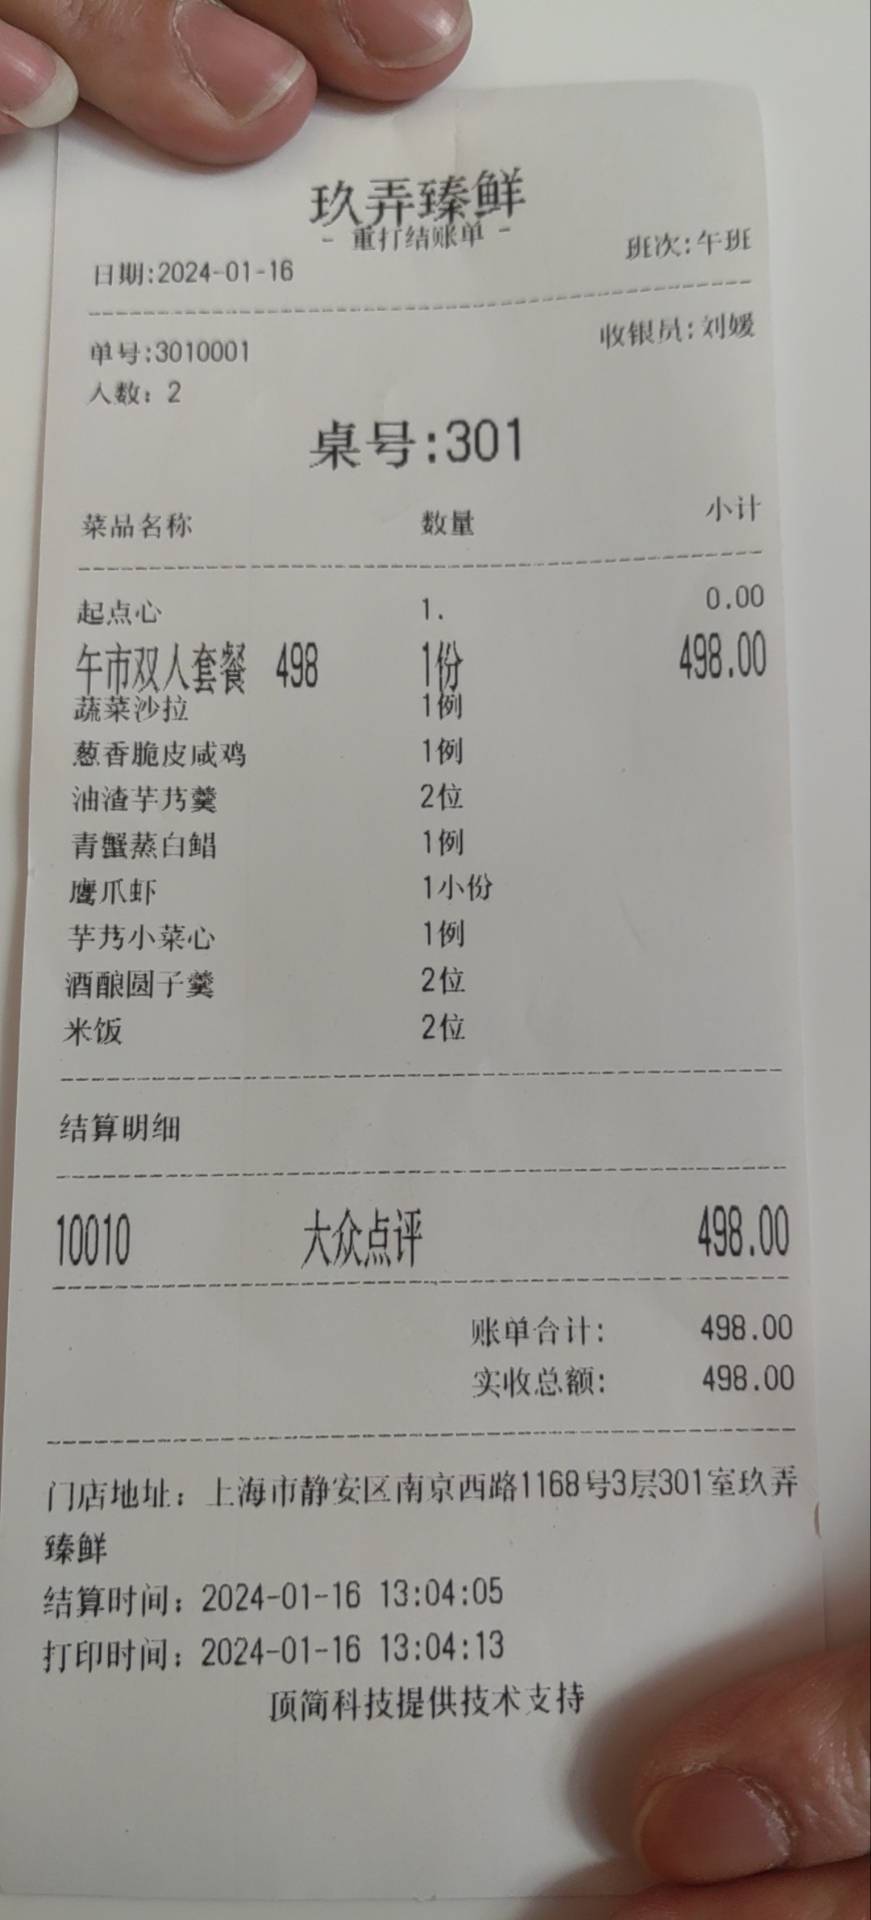 玖弄臻鲜
- 重打结账单 -
日期:2024-01-16 班次:午班
单号:3010001 收银员:刘媛
人数：2
桌号:301
菜品名称 数量 小计
起点心 1. 0.00
午市双人套餐 498 1份 498.00
蔬菜沙拉 1例
葱香脆皮咸鸡 1例
油渣芋艿羹 2位
青蟹蒸白鲳 1例
鹰爪虾 1小份
芋艿小菜心 1例
酒酿圆子羹 2位
米饭 2位
结算明细
10010 大众点评 498.00
账单合计: 498.00
实收总额: 498.00
门店地址：上海市静安区南京西路1168号3层301室玖弄
臻鲜
结算时间：2024-01-16 13:04:05
打印时间：2024-01-16 13:04:13
顶简科技提供技术支持